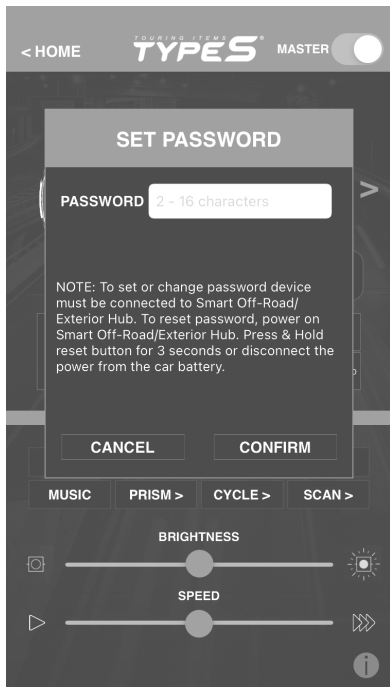 TOURING ITEMS
< HOME
TYPE S®
MASTER
SET PASSWORD
>
PASSWORD
2 - 16 characters
NOTE: To set or change password device
must be connected to Smart Off-Road/
Exterior Hub. To reset password, power on
Smart Off-Road/Exterior Hub. Press & Hold
reset button for 3 seconds or disconnect the
power from the car battery.
CANCEL
CONFIRM
MUSIC
PRISM >
CYCLE >
SCAN >
BRIGHTNESS
SPEED
i